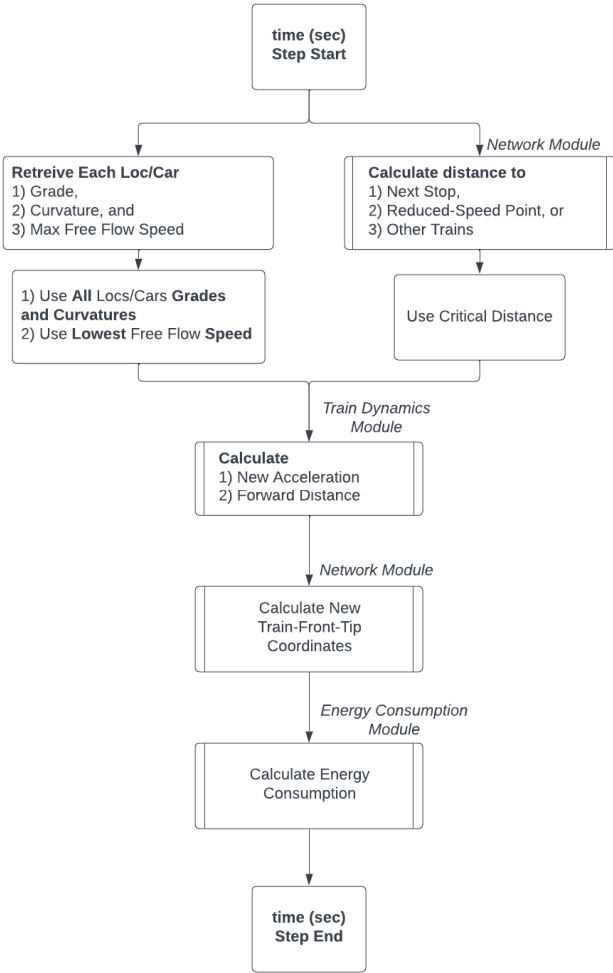 time (sec)
Step Start
Network Module
Retreive Each Loc/Car
1) Grade,
2) Curvature, and
3) Max Free Flow Speed
Calculate distance to
1) Next Stop,
2) Reduced-Speed Point, or
3) Other Trains
1) Use All Locs/Cars Grades
and Curvatures
2) Use Lowest Free Flow Speed
Use Critical Distance
Train Dynamics
Module
Calculate
1) New Acceleration
2) Forward Distance
Network Module
Calculate New
Train-Front-Tip
Coordinates
Energy Consumption
Module
Calculate Energy
Consumption
time (sec)
Step End